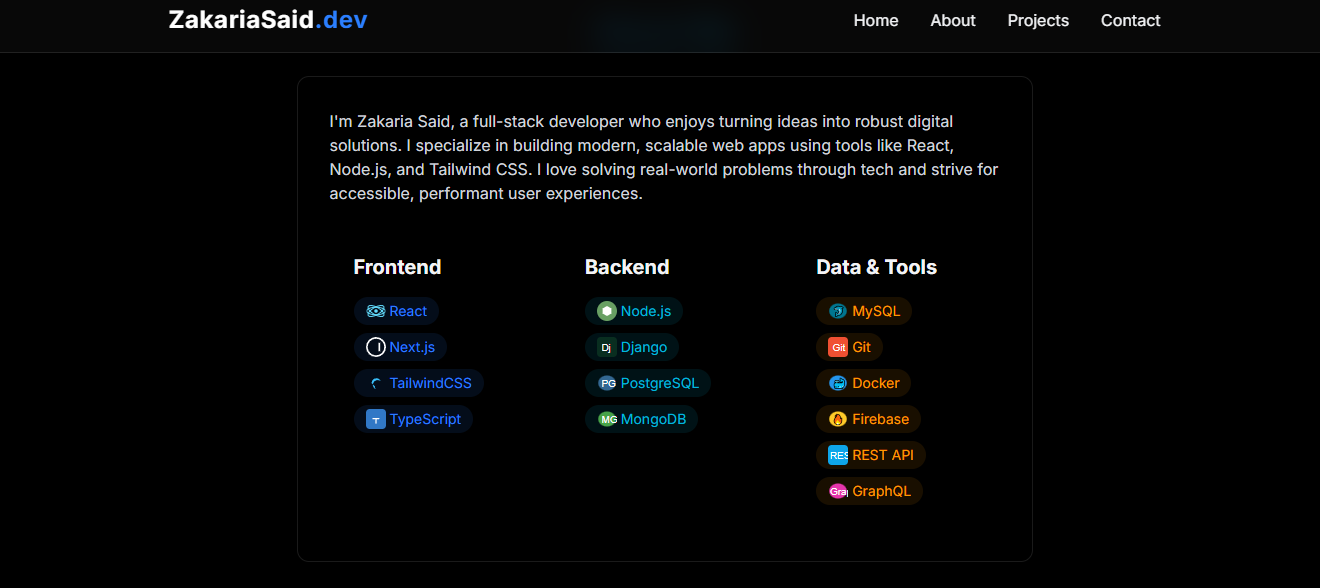 ZakariaSaid.dev
Home About Projects Contact
I'm Zakaria Said, a full-stack developer who enjoys turning ideas into robust digital
solutions. I specialize in building modern, scalable web apps using tools like React,
Node.js, and Tailwind CSS. I love solving real-world problems through tech and strive for
accessible, performant user experiences.
Frontend
React
Next.js
TailwindCSS
T TypeScript
Backend
Node.js
Dj Django
PG PostgreSQL
MG MongoDB
Data & Tools
MySQL
Git Git
Docker
Firebase
RES REST API
Gra GraphQL